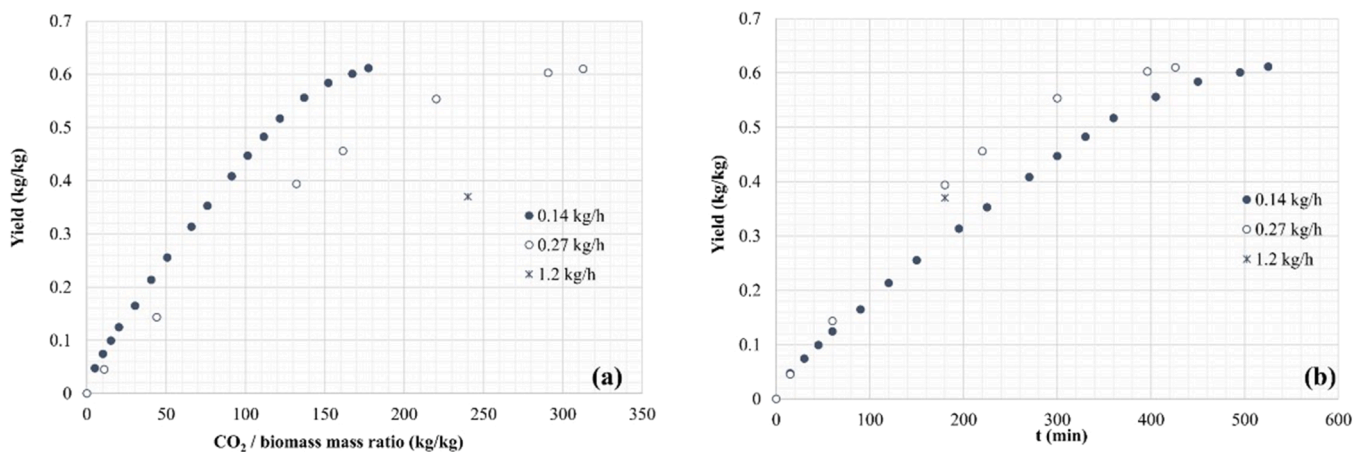 0.7
0.6
0.5
0.4
0.3
0.2
0.1
0
Yield (kg/kg)
0 50 100 150 200 250 300 350
CO₂ / biomass mass ratio (kg/kg)
0.14 kg/h
0.27 kg/h
1.2 kg/h
(a)
0.7
0.6
0.5
0.4
0.3
0.2
0.1
0
Yield (kg/kg)
0 100 200 300 400 500 600
t (min)
0.14 kg/h
0.27 kg/h
1.2 kg/h
(b)